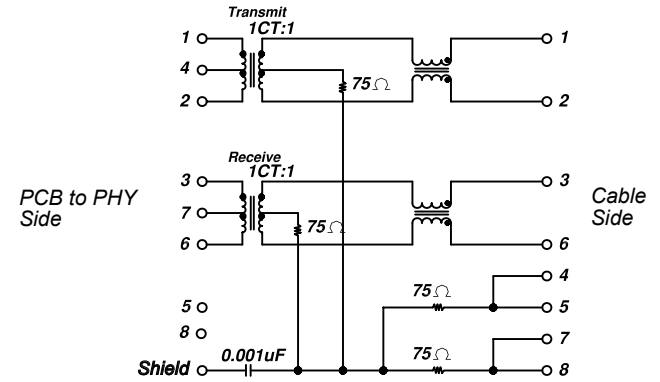 Transmit
1CT:1
1
1
4
75Ω
2
2
Receive
1CT:1
3
3
PCB to PHY
Side
7
75Ω
Cable
Side
6
6
4
75Ω
5
5
8
7
0.001uF
75Ω
Shield
8